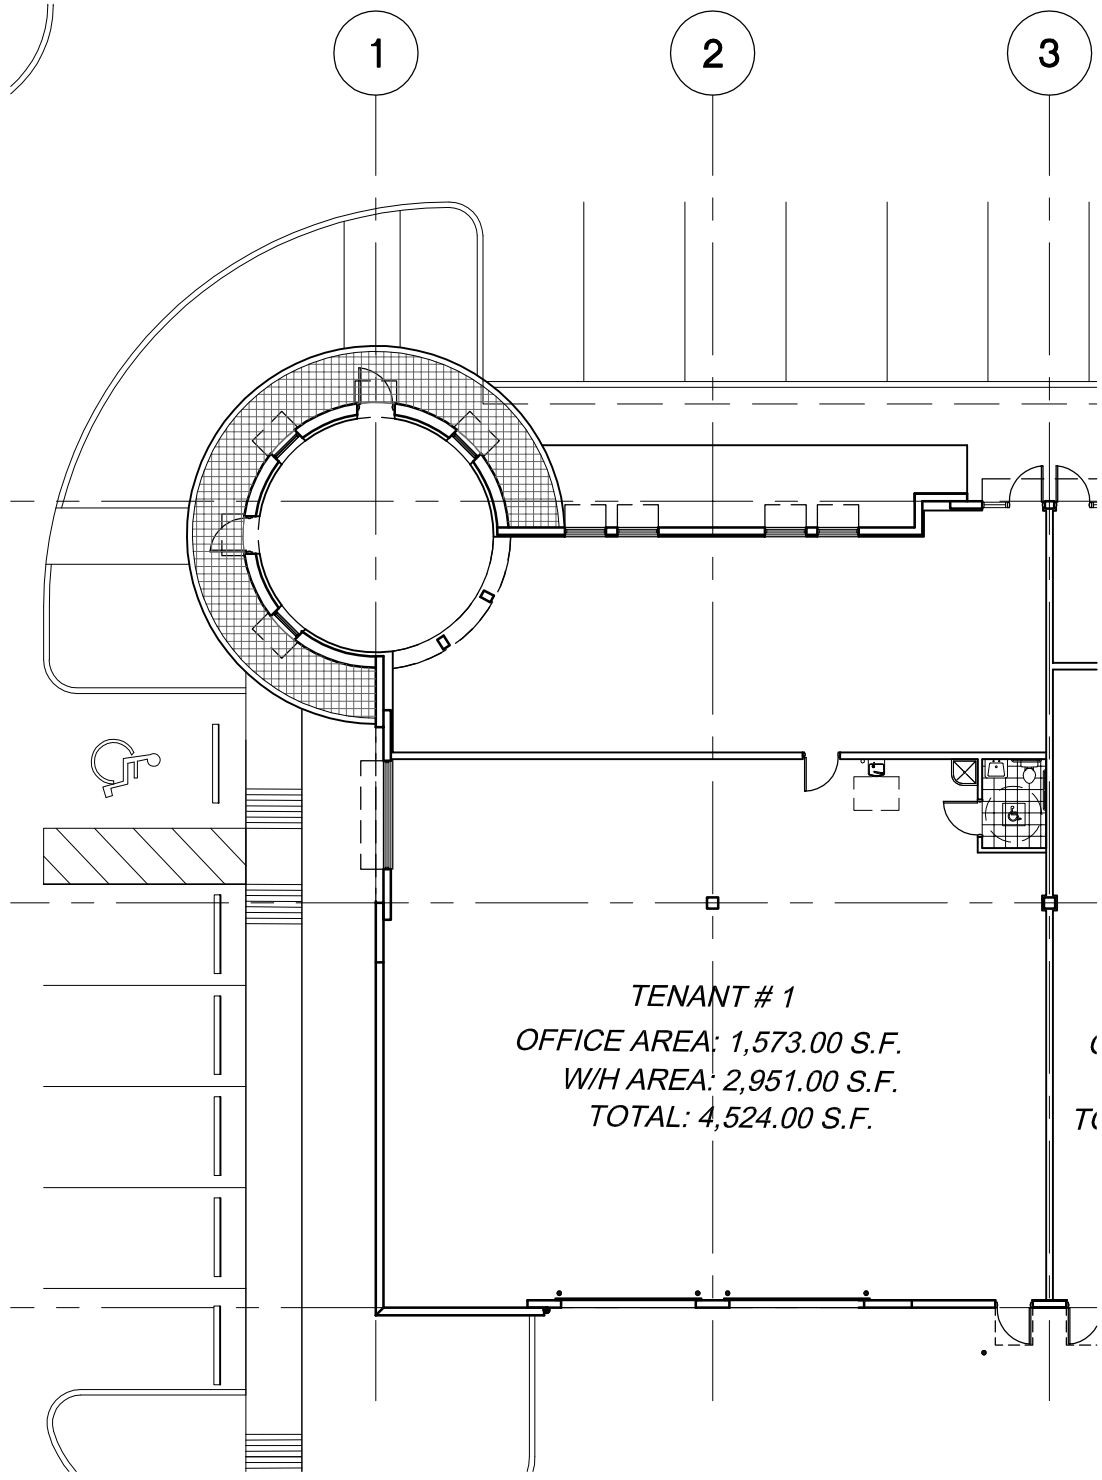 1 2 3
TENANT # 1
OFFICE AREA: 1,573.00 S.F.
W/H AREA: 2,951.00 S.F.
TOTAL: 4,524.00 S.F.